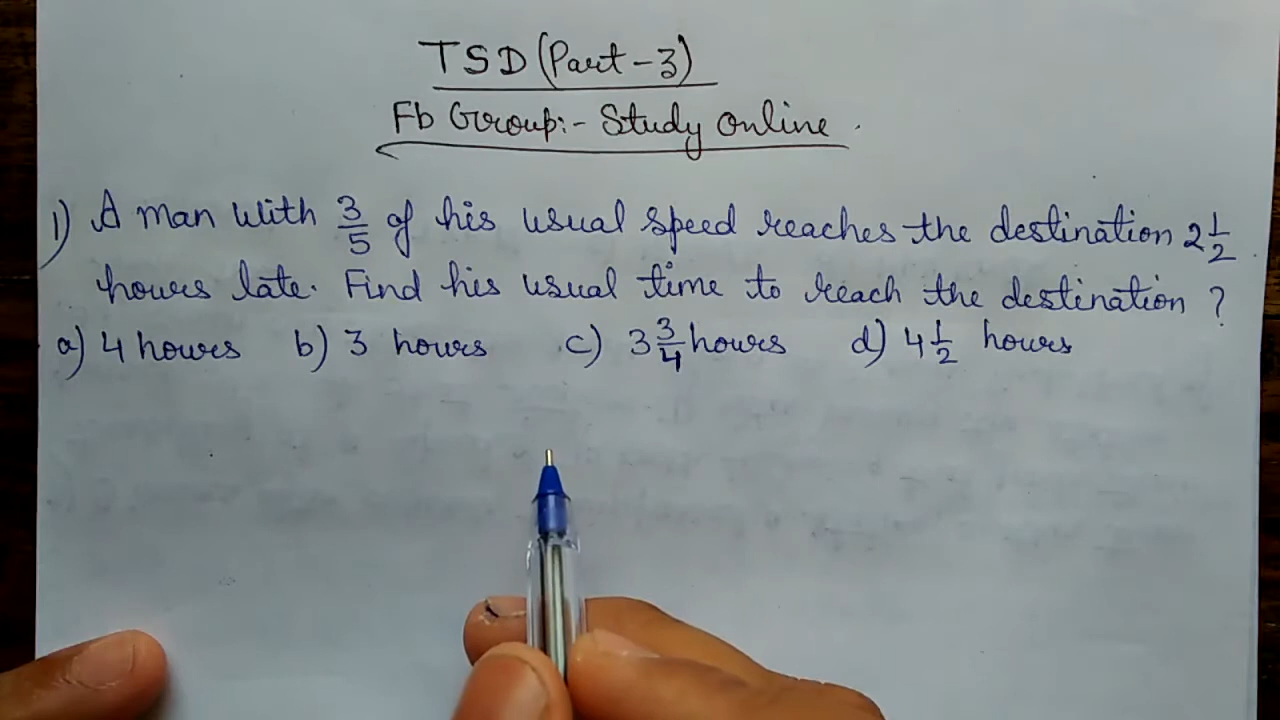 TSD (Part-3)
Fb Group:- Study Online.
1) A man with 3/5 of his usual speed reaches the destination 2 1/2
hours late. Find his usual time to reach the destination ?
a) 4 hours b) 3 hours c) 3 3/4 hours d) 4 1/2 hours